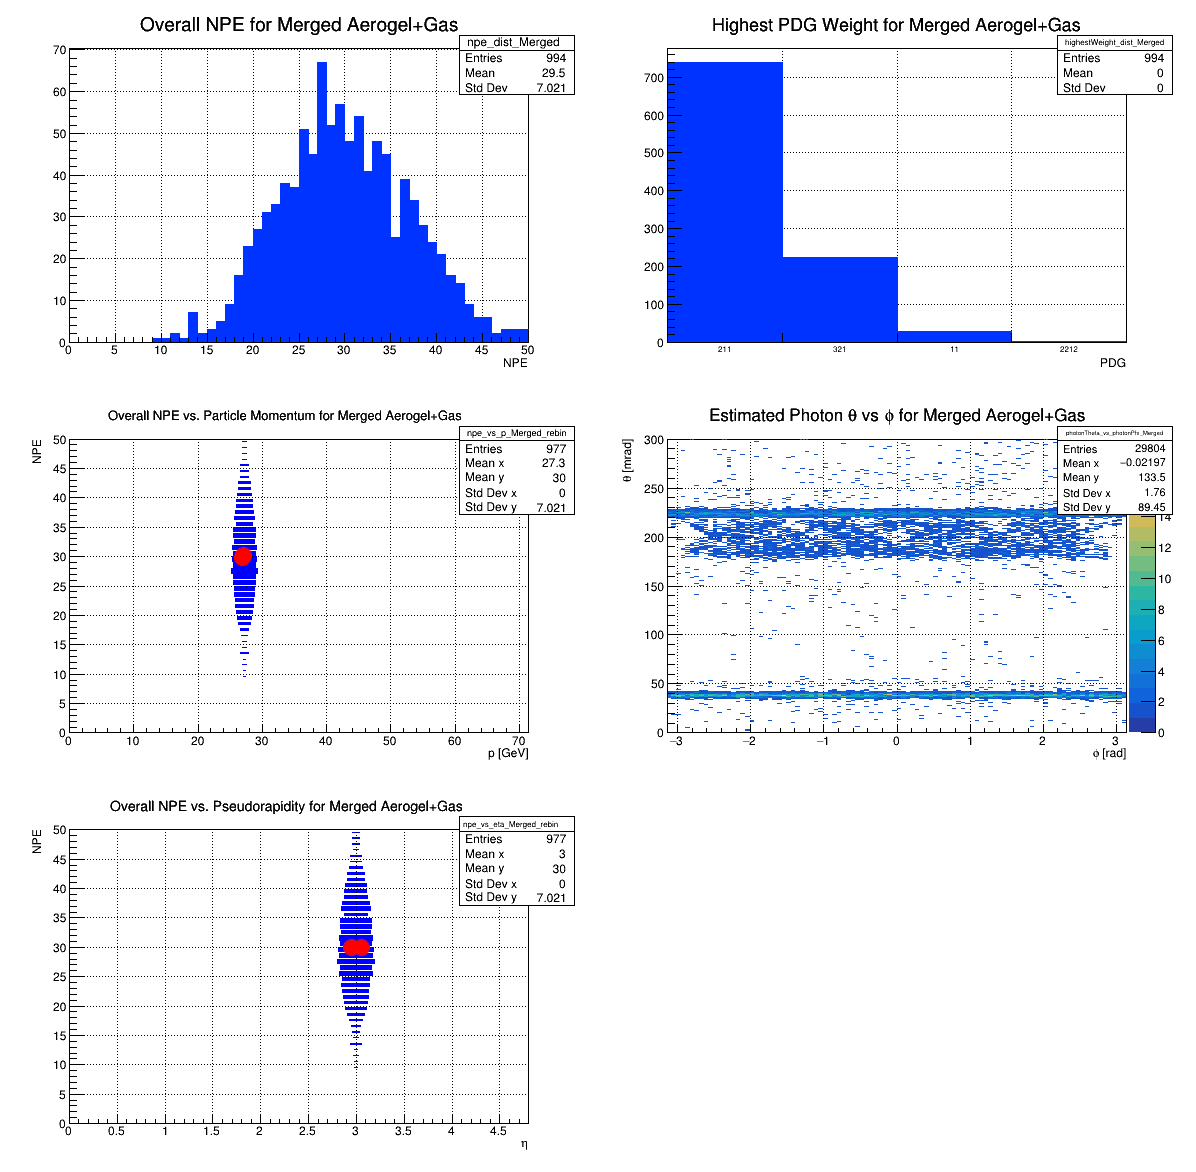 Overall NPE for Merged Aerogel+Gas
npe_dist_Merged
Entries 994
Mean 29.5
Std Dev 7.021
70
60
50
40
30
20
10
0
0 5 10 15 20 25 30 35 40 45 50
NPE
Highest PDG Weight for Merged Aerogel+Gas
highestWeight_dist_Merged
Entries 994
Mean 0
Std Dev 0
700
600
500
400
300
200
100
0
211 321 11 2212
PDG
Overall NPE vs. Particle Momentum for Merged Aerogel+Gas
npe_vs_p_Merged_rebin
Entries 977
Mean x 27.3
Mean y 30
Std Dev x 0
Std Dev y 7.021
NPE
50
45
40
35
30
25
20
15
10
5
0
0 10 20 30 40 50 60 70
p [GeV]
Estimated Photon θ vs ϕ for Merged Aerogel+Gas
photonTheta_vs_photonPhi_Merged
Entries 29804
Mean x −0.02197
Mean y 133.5
Std Dev x 1.76
Std Dev y 89.45
θ [mrad]
300
250
200
150
100
50
0
−3 −2 −1 0 1 2 3
ϕ [rad]
14
12
10
8
6
4
2
0
Overall NPE vs. Pseudorapidity for Merged Aerogel+Gas
npe_vs_eta_Merged_rebin
Entries 977
Mean x 3
Mean y 30
Std Dev x 0
Std Dev y 7.021
NPE
50
45
40
35
30
25
20
15
10
5
0
0 0.5 1 1.5 2 2.5 3 3.5 4 4.5
η